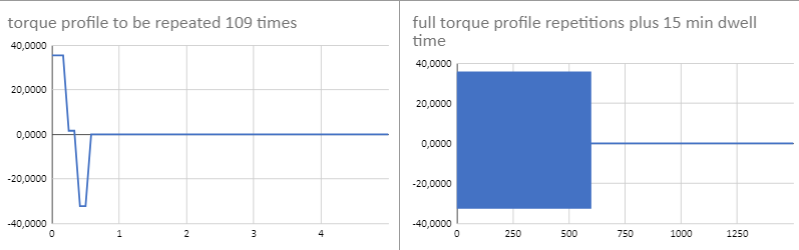 torque profile to be repeated 109 times
40,0000
20,0000
0,0000
-20,0000
-40,0000
0 1 2 3 4
full torque profile repetitions plus 15 min dwell
time
40,0000
20,0000
0,0000
-20,0000
-40,0000
0 250 500 750 1000 1250